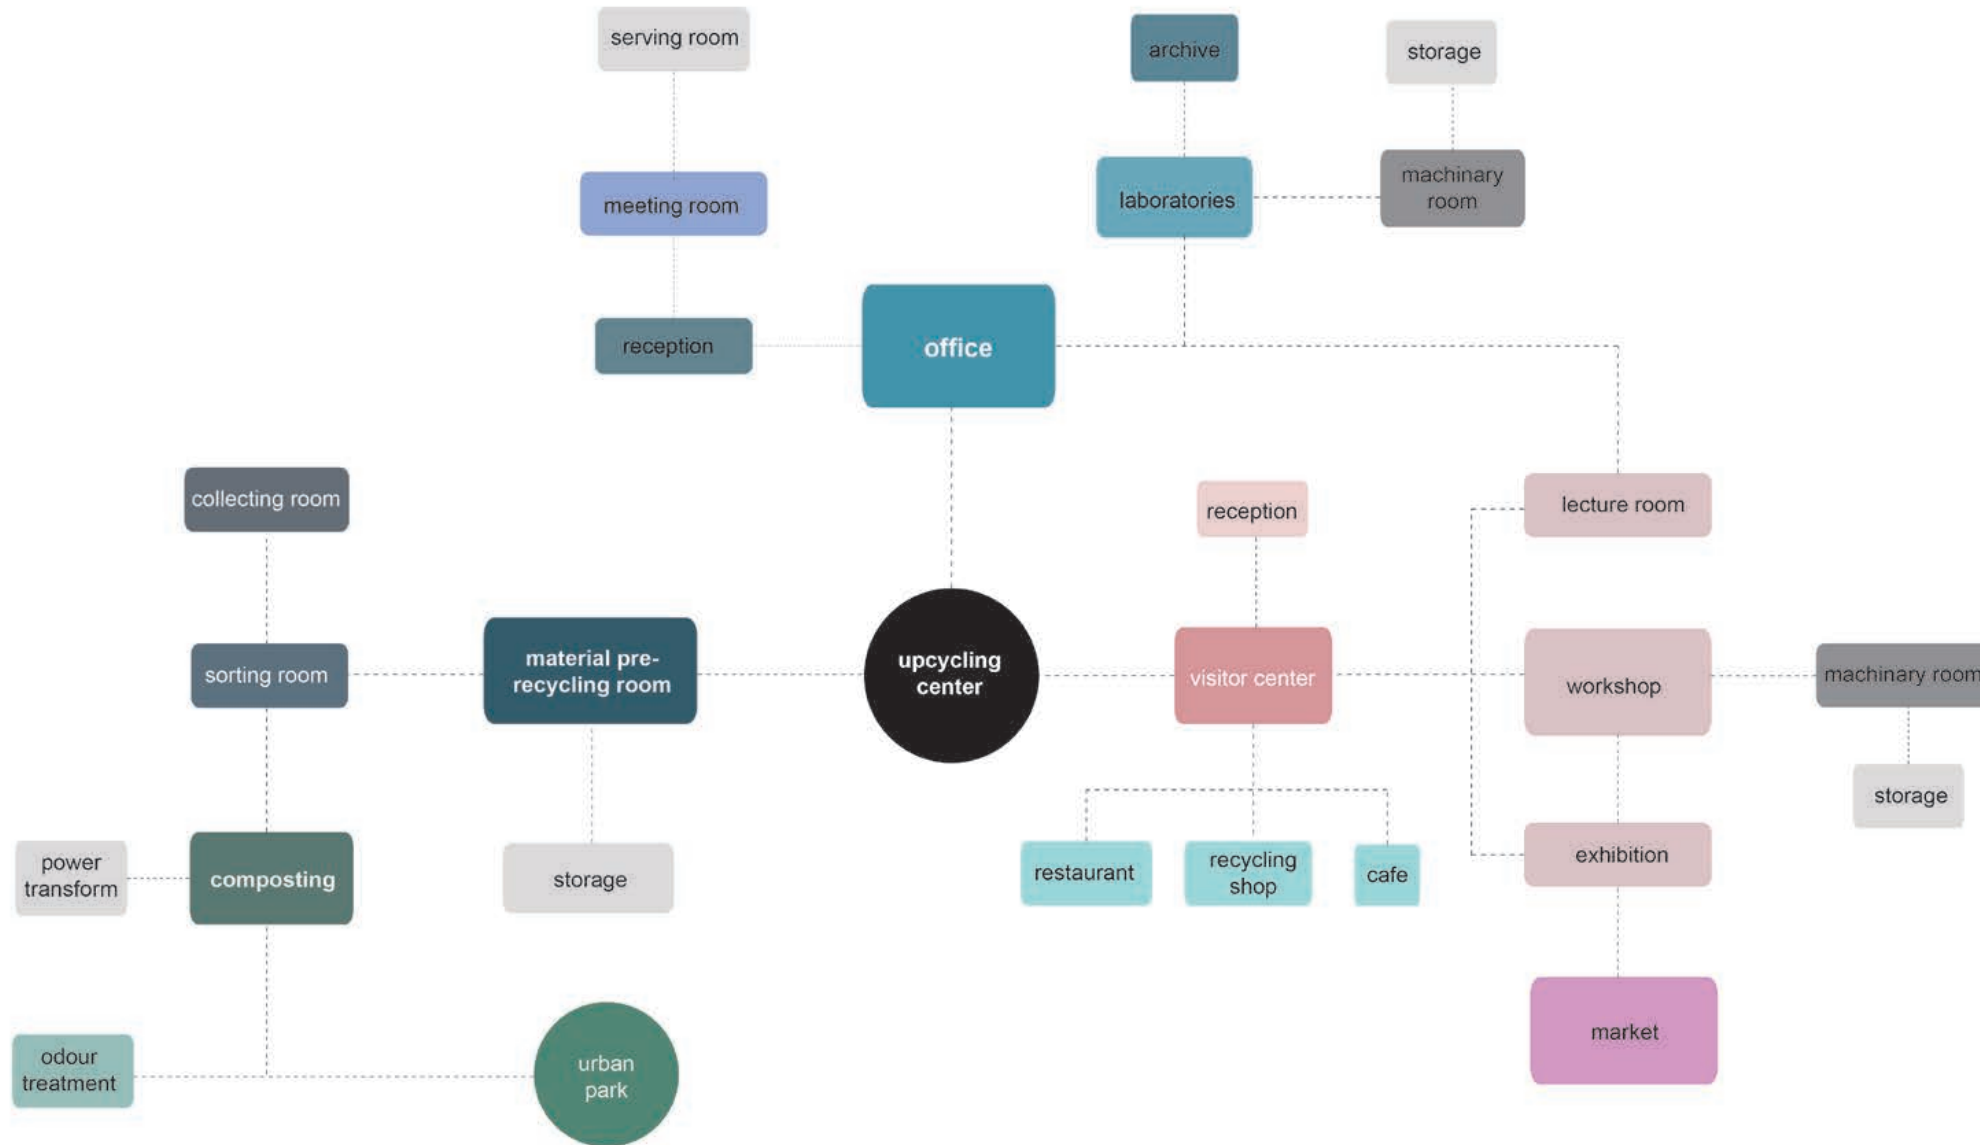 serving room
archive
storage
meeting room
laboratories
machinary
room
reception
office
collecting room
reception
lecture room
sorting room
material pre-
recycling room
upcycling
center
visitor center
workshop
machinary room
storage
power
transform
composting
storage
restaurant
recycling
shop
cafe
exhibition
odour
treatment
urban
park
market